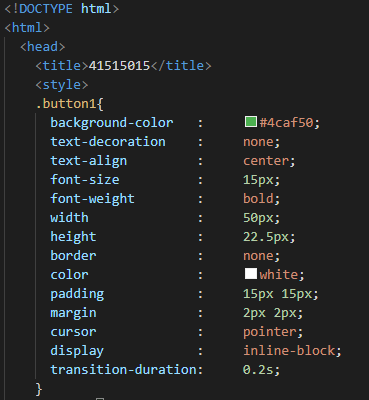 <!DOCTYPE html>
<html>
<head>
<title>41515015</title>
<style>
.button1{
background-color : #4caf50;
text-decoration : none;
text-align : center;
font-size : 15px;
font-weight : bold;
width : 50px;
height : 22.5px;
border : none;
color : white;
padding : 15px 15px;
margin : 2px 2px;
cursor : pointer;
display : inline-block;
transition-duration: 0.2s;
}